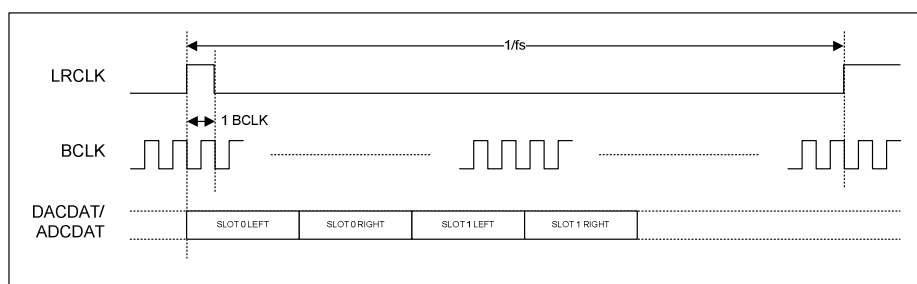 1/fs
LRCLK
1 BCLK
BCLK
DACDAT/
ADCDAT
SLOT 0 LEFT SLOT 0 RIGHT SLOT 1 LEFT SLOT 1 RIGHT